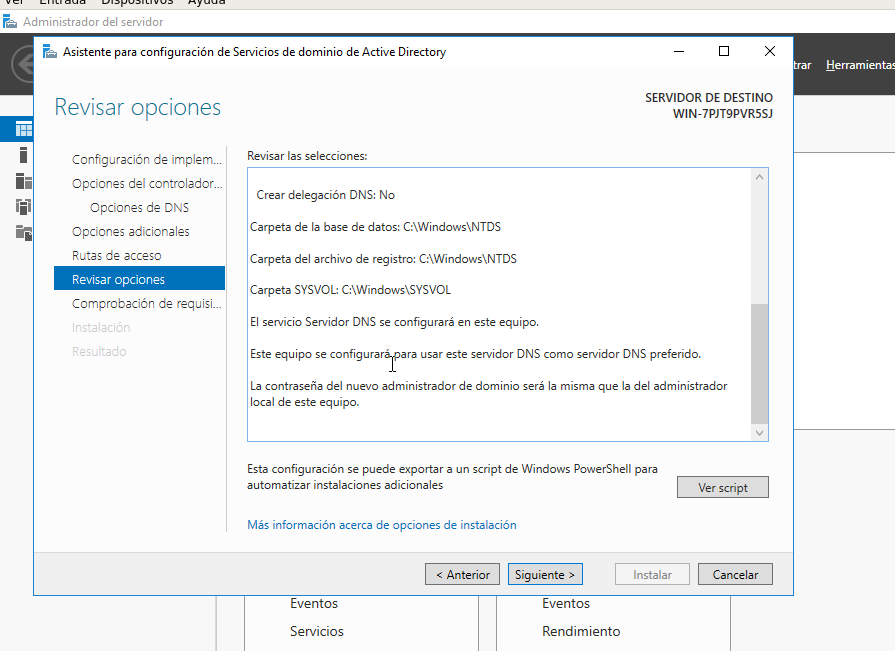 Ver Entrada Dispositivos Ayuda
Administrador del servidor
trar Herramientas
Asistente para configuración de Servicios de dominio de Active Directory
Revisar opciones
SERVIDOR DE DESTINO
WIN-7PJT9PVR5SJ
Configuración de implem...
Opciones del controlador...
Opciones de DNS
Opciones adicionales
Rutas de acceso
Revisar opciones
Comprobación de requisi...
Instalación
Resultado
Revisar las selecciones:
Crear delegación DNS: No
Carpeta de la base de datos: C:\Windows\NTDS
Carpeta del archivo de registro: C:\Windows\NTDS
Carpeta SYSVOL: C:\Windows\SYSVOL
El servicio Servidor DNS se configurará en este equipo.
Este equipo se configurará para usar este servidor DNS como servidor DNS preferido.
La contraseña del nuevo administrador de dominio será la misma que la del administrador
local de este equipo.
Esta configuración se puede exportar a un script de Windows PowerShell para
automatizar instalaciones adicionales
Ver script
Más información acerca de opciones de instalación
< Anterior Siguiente > Instalar Cancelar
Eventos Eventos
Servicios Rendimiento